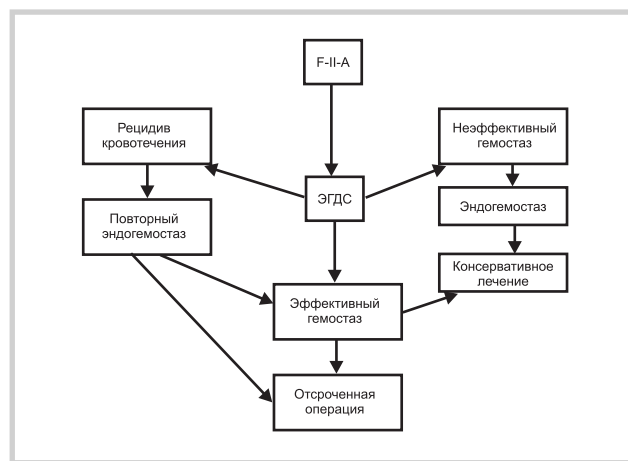 F-II-A
Рецидив
кровотечения
Неэффективный
гемостаз
ЭГДС
Повторный
эндогемостаз
Эндогемостаз
Консервативное
лечение
Эффективный
гемостаз
Отсроченная
операция